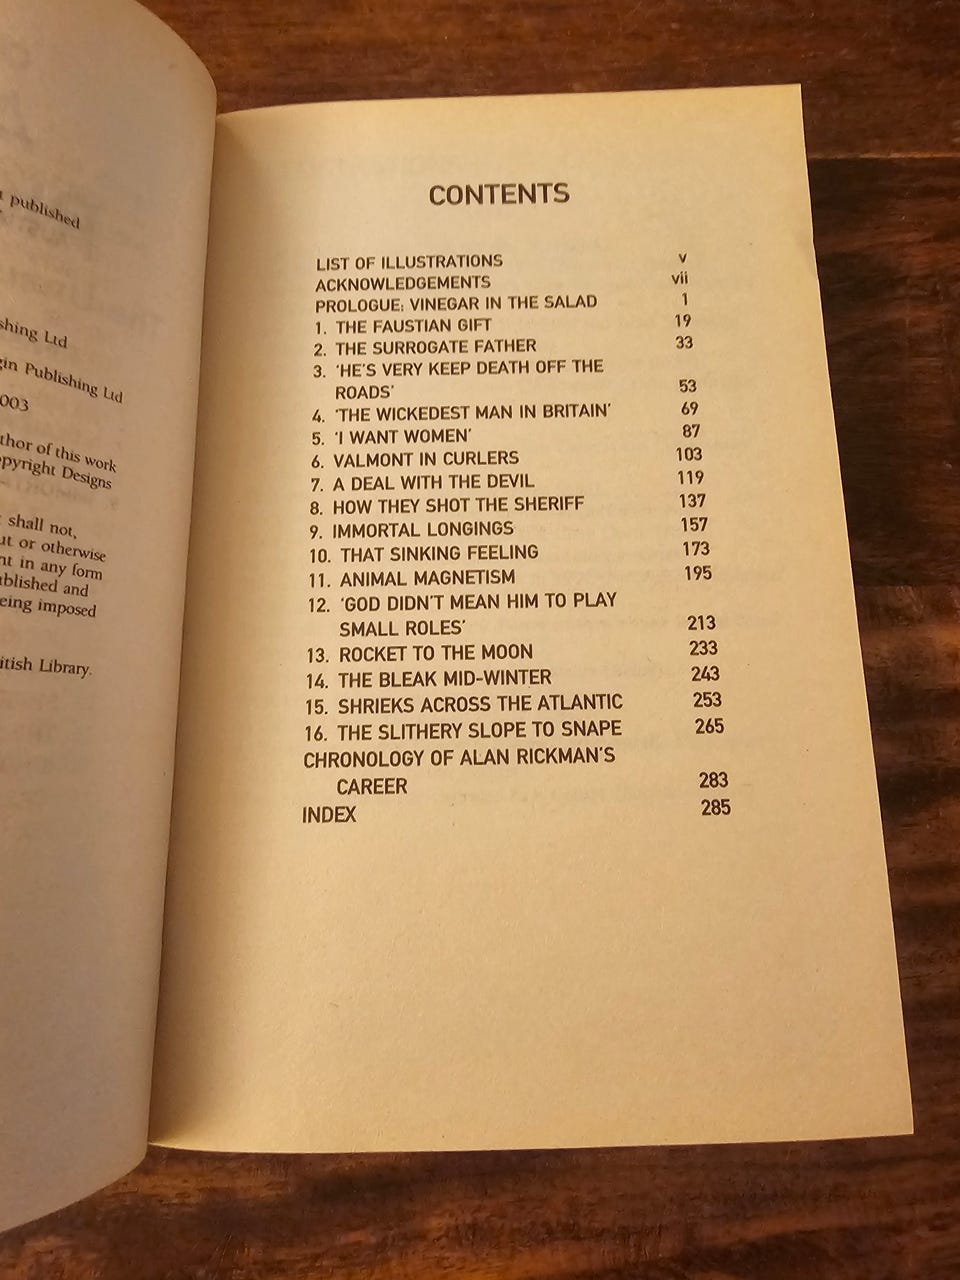 published
shing Ltd
gin Publishing Ltd
003
thor of this work
opyright Designs
shall not,
ut or otherwise
nt in any form
ublished and
eing imposed
itish Library.
CONTENTS
LIST OF ILLUSTRATIONS v
ACKNOWLEDGEMENTS vii
PROLOGUE: VINEGAR IN THE SALAD 1
1. THE FAUSTIAN GIFT 19
2. THE SURROGATE FATHER 33
3. 'HE'S VERY KEEP DEATH OFF THE
ROADS' 53
4. 'THE WICKEDEST MAN IN BRITAIN' 69
5. 'I WANT WOMEN' 87
6. VALMONT IN CURLERS 103
7. A DEAL WITH THE DEVIL 119
8. HOW THEY SHOT THE SHERIFF 137
9. IMMORTAL LONGINGS 157
10. THAT SINKING FEELING 173
11. ANIMAL MAGNETISM 195
12. 'GOD DIDN'T MEAN HIM TO PLAY
SMALL ROLES' 213
13. ROCKET TO THE MOON 233
14. THE BLEAK MID-WINTER 243
15. SHRIEKS ACROSS THE ATLANTIC 253
16. THE SLITHERY SLOPE TO SNAPE 265
CHRONOLOGY OF ALAN RICKMAN'S
CAREER 283
INDEX 285